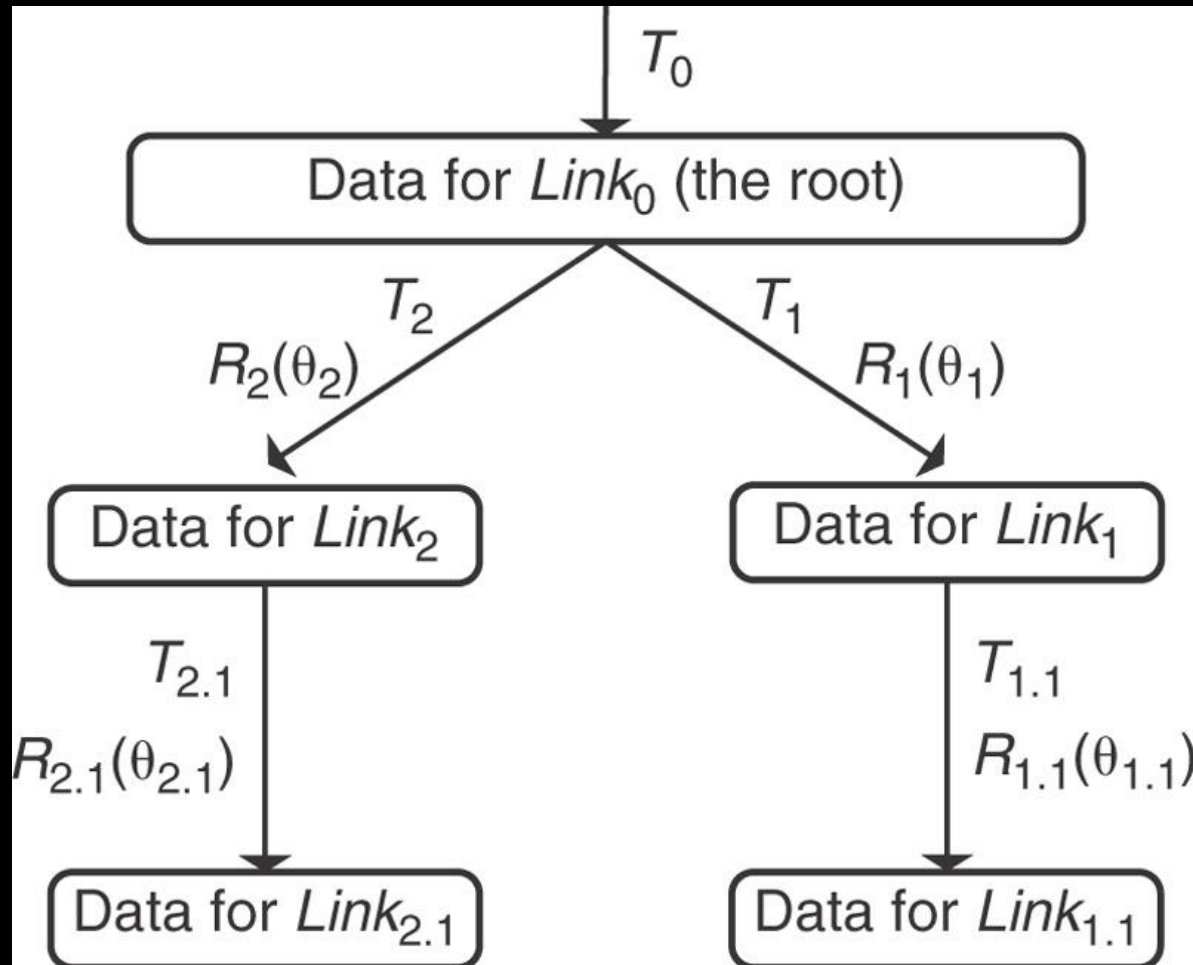 T₀
Data for Link₀ (the root)
T₂
T₁
R₂(θ₂)
R₁(θ₁)
Data for Link₂
Data for Link₁
T₂.₁
T₁.₁
R₂.₁(θ₂.₁)
R₁.₁(θ₁.₁)
Data for Link₂.₁
Data for Link₁.₁